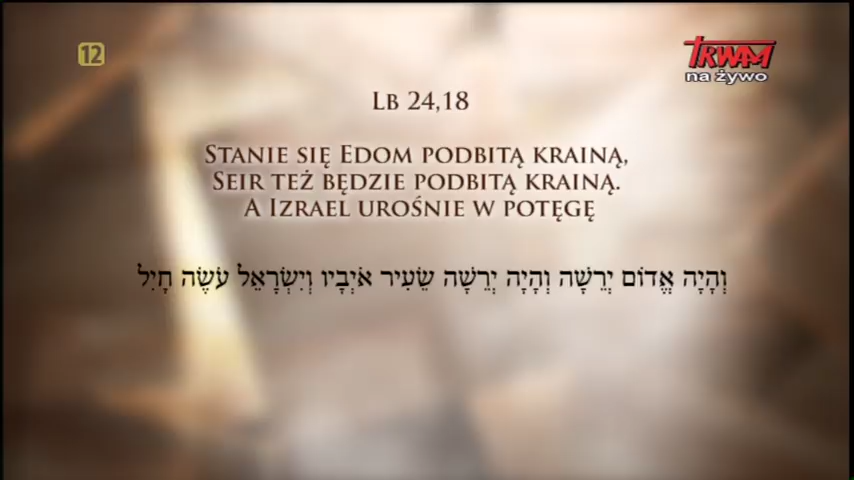 12
TRWAM
na żywo
LB 24,18
STANIE SIĘ EDOM PODBITĄ KRAINĄ,
SEIR TEŻ BĘDZIE PODBITĄ KRAINĄ.
A IZRAEL UROŚNIE W POTĘGĘ
וְהָיָה אֱדוֹם יְרֵשָׁה וְהָיָה יְרֵשָׁה שֵׂעִיר אֹיְבָיו וְיִשְׂרָאֵל עֹשֶׂה חָיִל